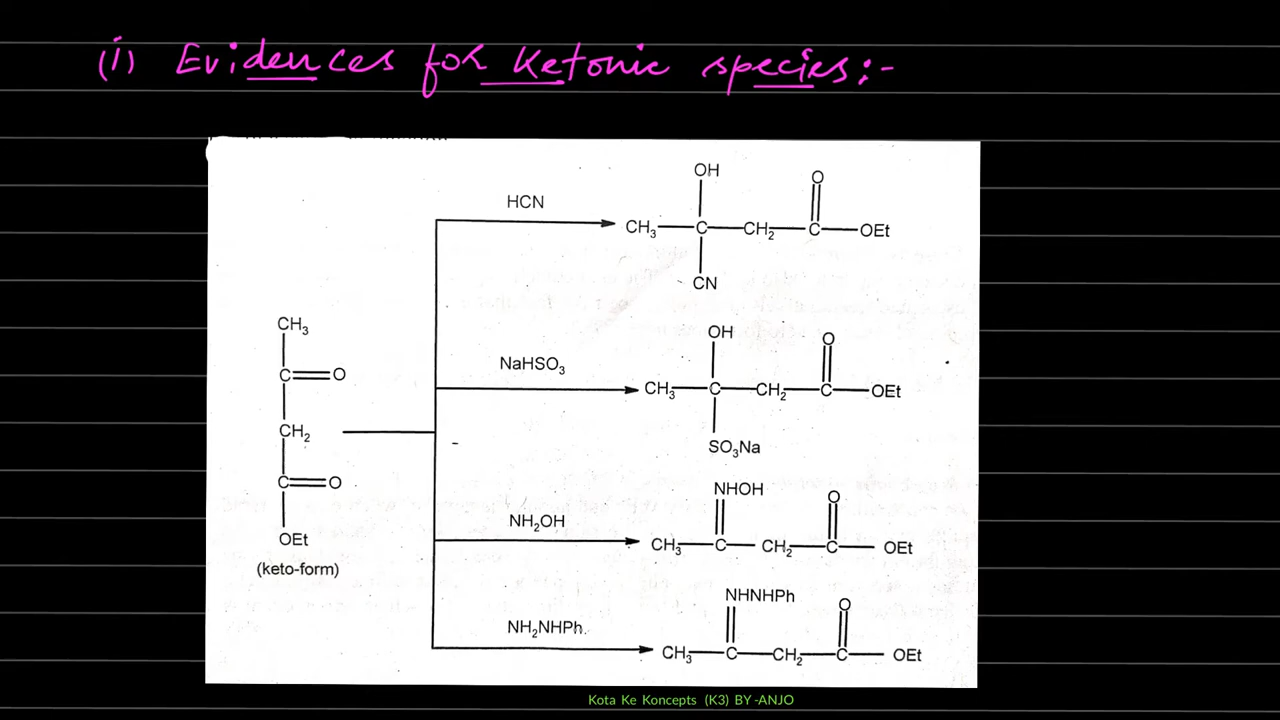 (i) Evidences for Ketonic species:-
HCN
OH
O
CH₃ C CH₂ C OEt
CN
CH₃
C O
CH₂
C O
OEt
(keto-form)
NaHSO₃
OH
O
CH₃ C CH₂ C OEt
SO₃Na
NH₂OH
NHOH
O
CH₃ C CH₂ C OEt
NH₂NHPh.
NNHPh
O
CH₃ C CH₂ C OEt
Kota Ke Koncepts (K3) BY -ANJO